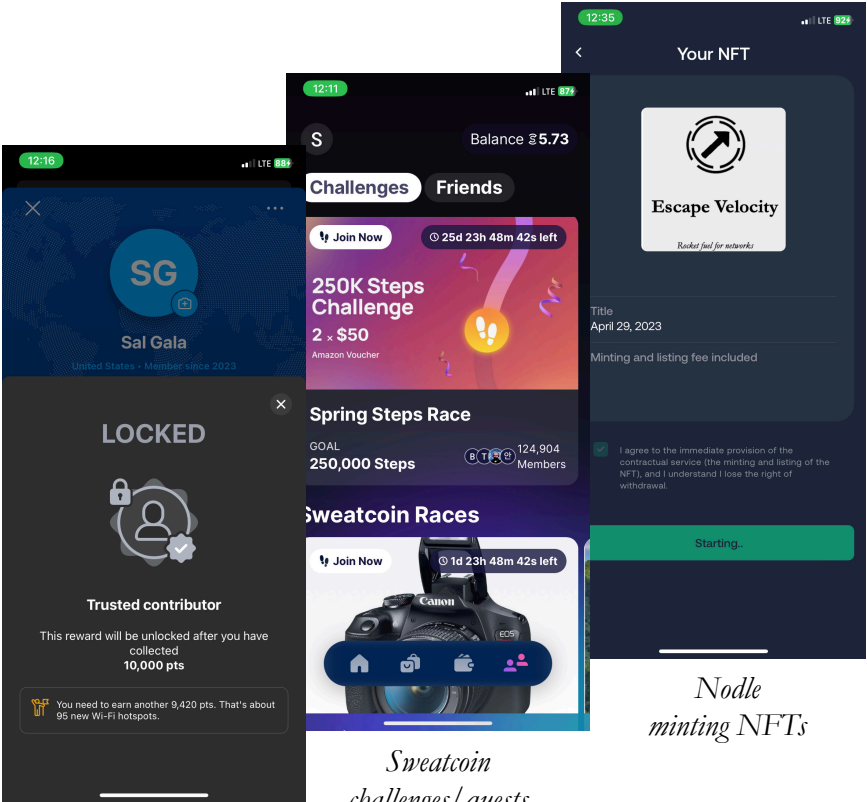 12:16
LTE 88
SG
Sal Gala
United States • Member since 2023
LOCKED
Trusted contributor
This reward will be unlocked after you have
collected
10,000 pts
You need to earn another 9,420 pts. That's about
95 new Wi-Fi hotspots.
12:11
LTE 87
S
Balance 5.73
Challenges
Friends
Join Now
25d 23h 48m 42s left
250K Steps
Challenge
2 × $50
Amazon Voucher
Spring Steps Race
GOAL
250,000 Steps
B T 안
124,904
Members
Sweatcoin Races
Join Now
1d 23h 48m 42s left
Canon
EOS
Sweatcoin
challenges/quests
12:35
LTE 92
Your NFT
Escape Velocity
Rocket fuel for networks
Title
April 29, 2023
Minting and listing fee included
I agree to the immediate provision of the
contractual service (the minting and listing of the
NFT), and I understand I lose the right of
withdrawal.
Starting..
Nodle
minting NFTs